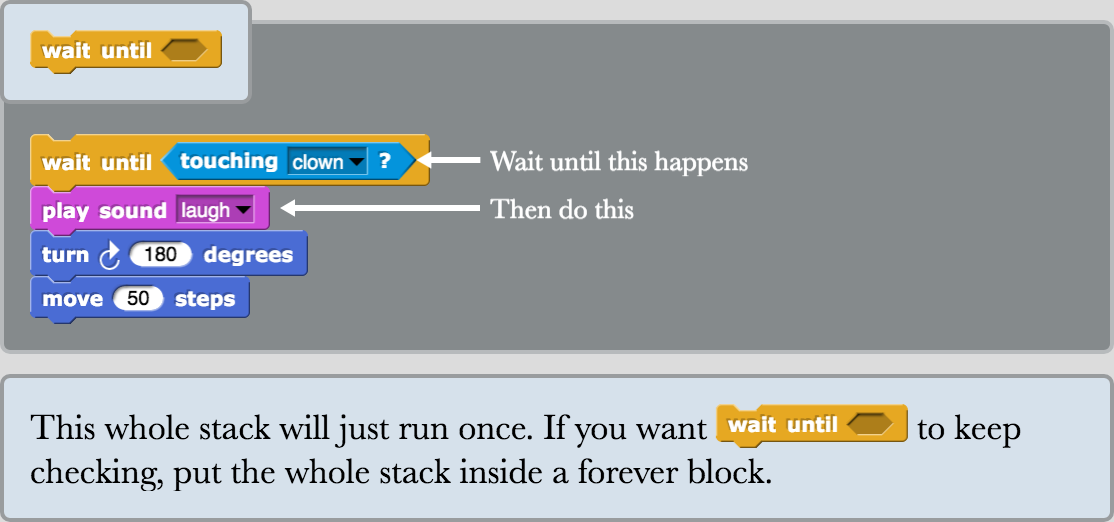 wait until
wait until touching clown ? Wait until this happens
play sound laugh Then do this
turn 180 degrees
move 50 steps
This whole stack will just run once. If you want wait until to keep
checking, put the whole stack inside a forever block.